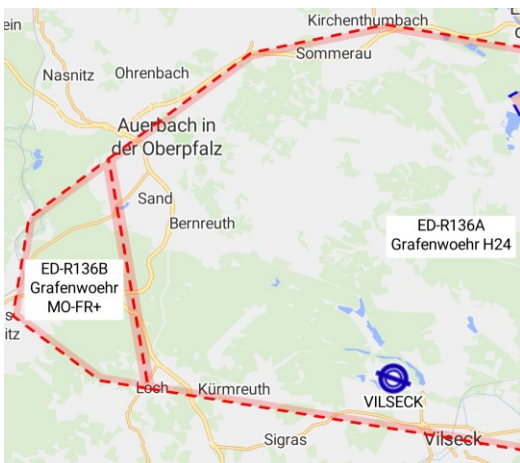 ein
Kirchenthumbach
E
Sommerau
Nasnitz
Ohrenbach
Auerbach in
der Oberpfalz
Sand
Bernreuth
ED-R136A
Grafenwoehr H24
ED-R136B
Grafenwoehr
MO-FR+
s
itz
Loch
Kürmreuth
VILSECK
Sigras
Vilseck